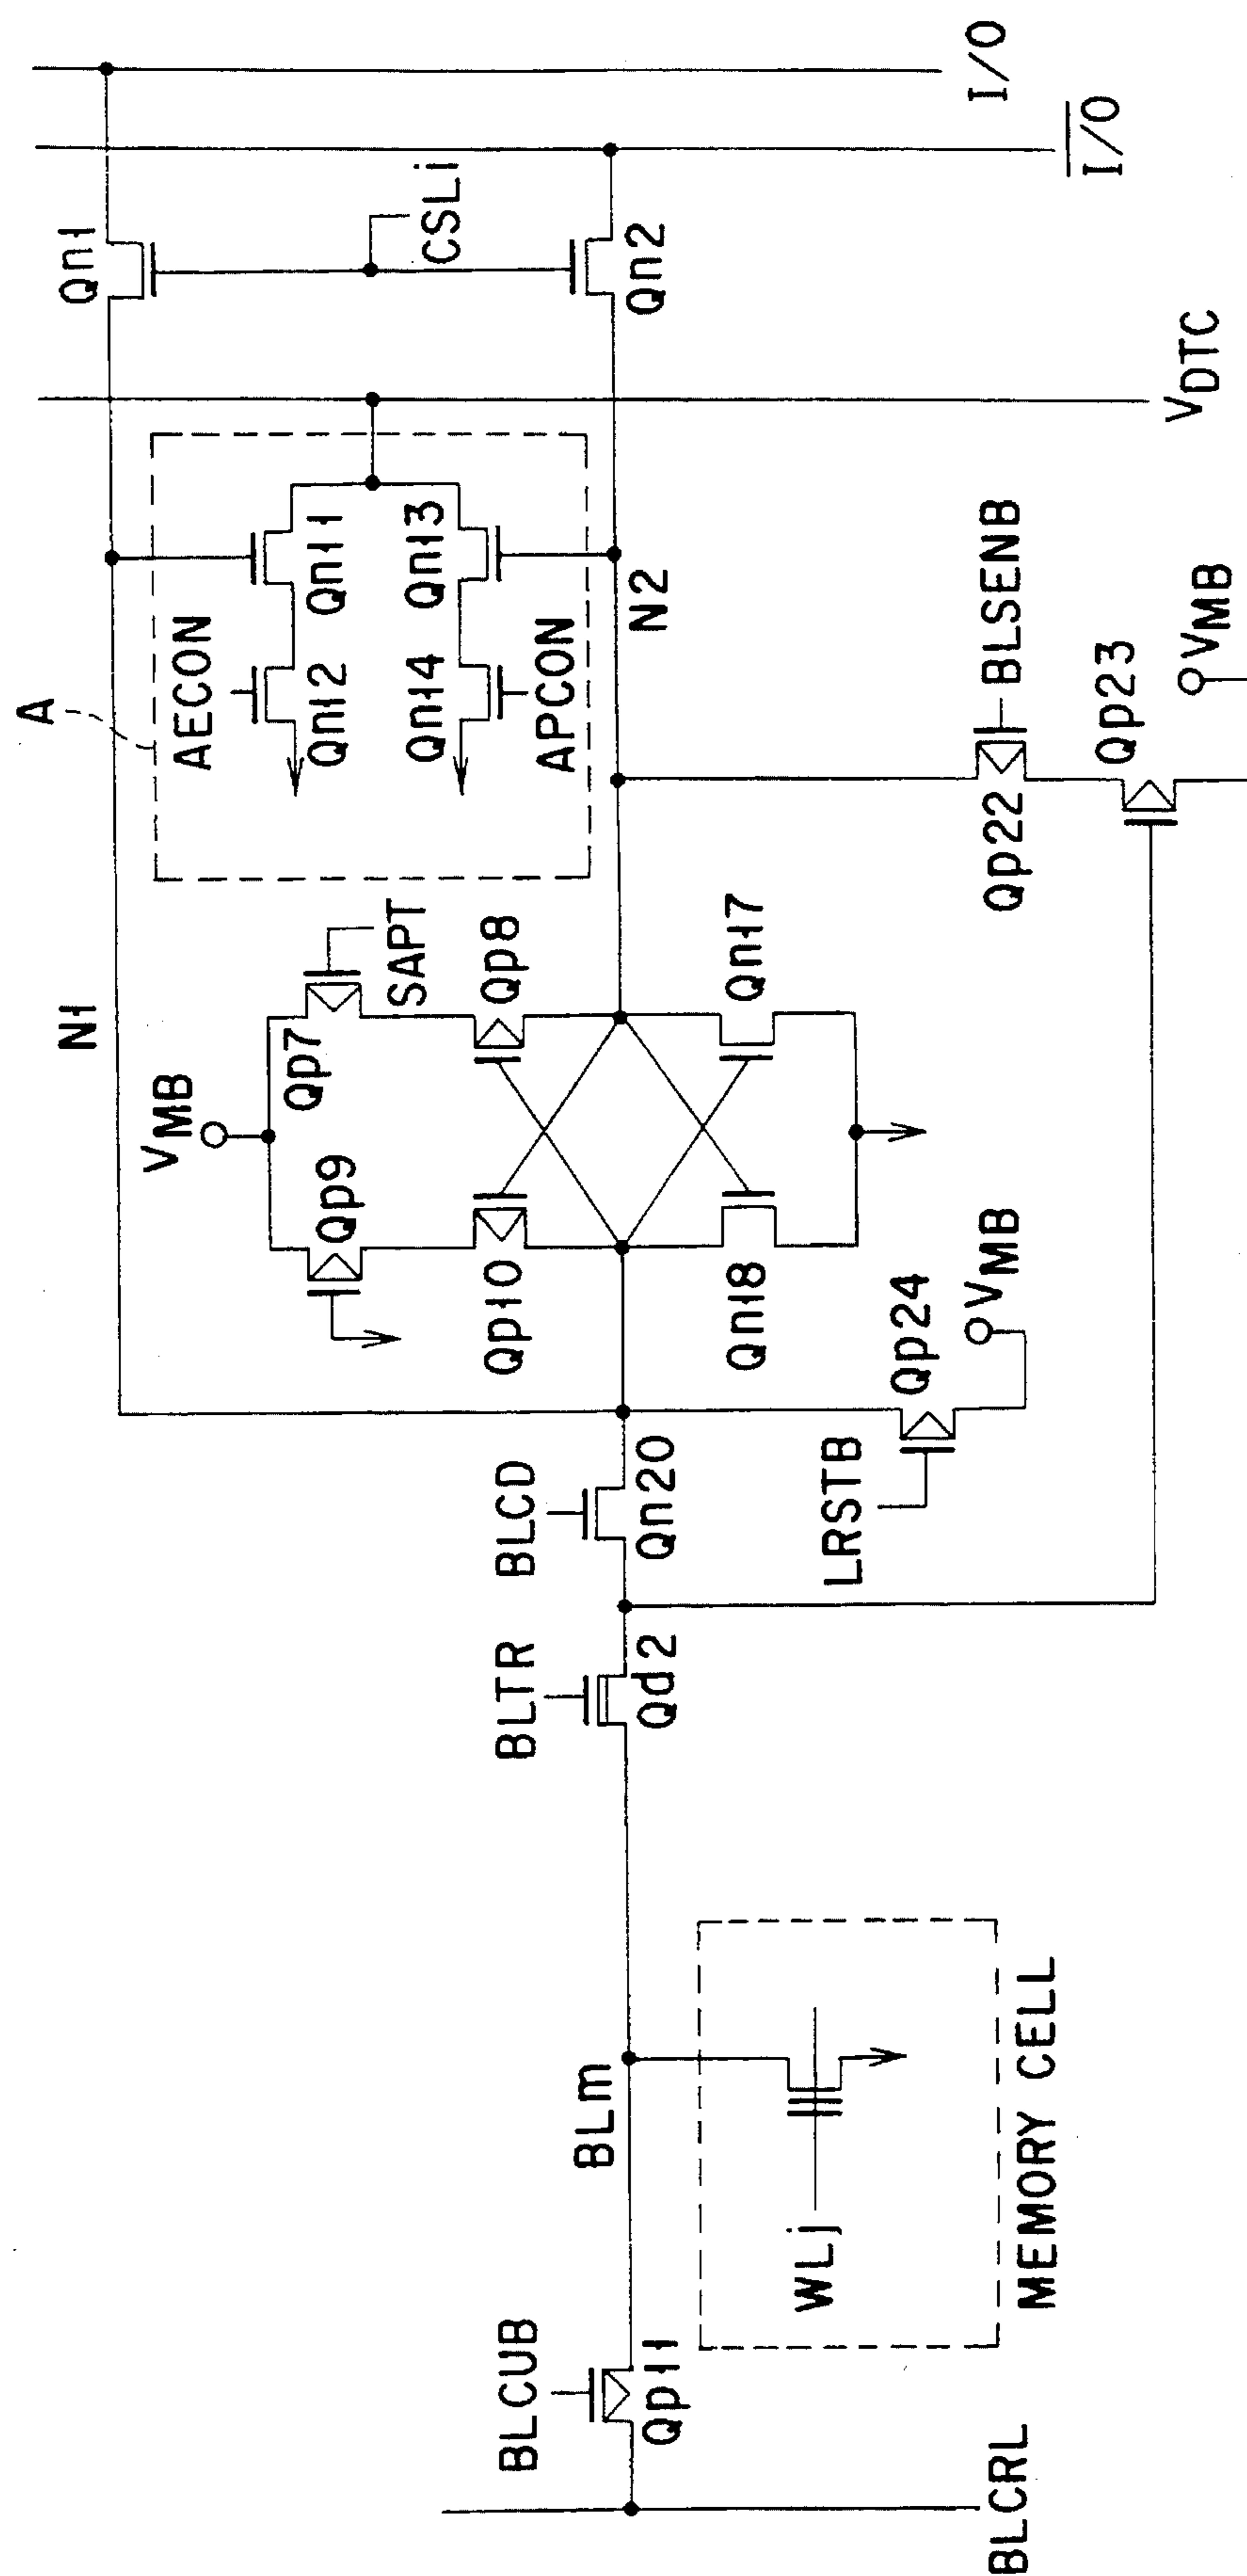 I/O
I/O
Qn1
CSLi
Qn2
VDTC
A
AECON
Qn11
Qn12
Qn13
Qn14
APCON
N1
N2
VMB
Qp7
SAPT
Qp8
Qp9
Qp10
Qn17
Qn18
BLSENB
Qp22
Qp23
VMB
Qp24
VMB
LRSTB
BLCD
Qn20
BLTR
Qd2
BLm
WLj
MEMORY CELL
BLCUB
Qp11
BLCRL